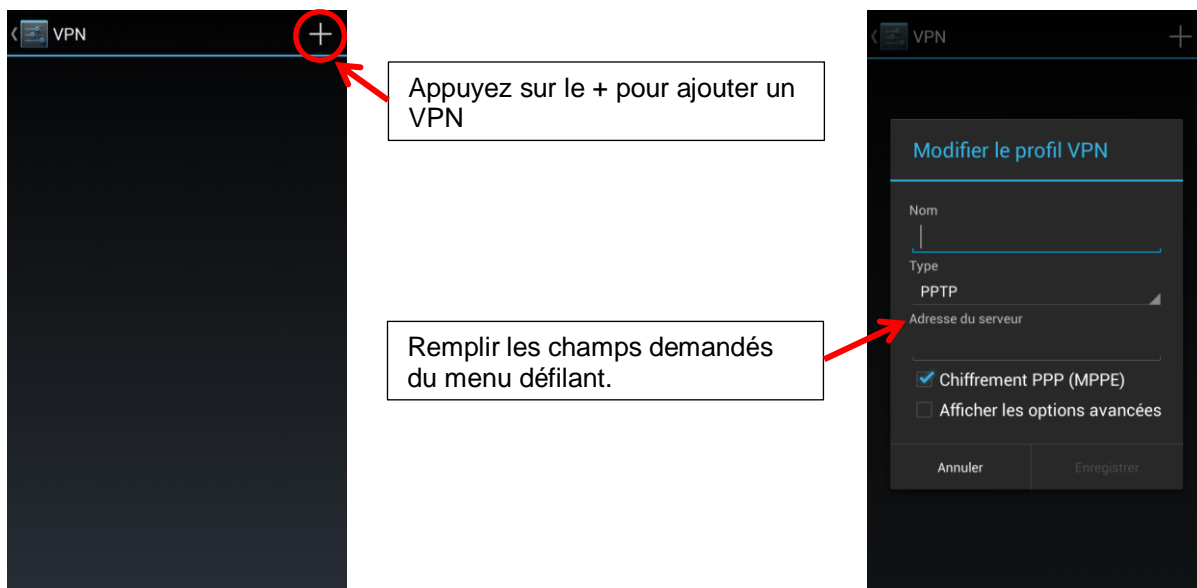 VPN
Appuyez sur le + pour ajouter un
VPN
Remplir les champs demandés
du menu défilant.
VPN
Modifier le profil VPN
Nom
Type
PPTP
Adresse du serveur
Chiffrement PPP (MPPE)
Afficher les options avancées
Annuler
Enregistrer